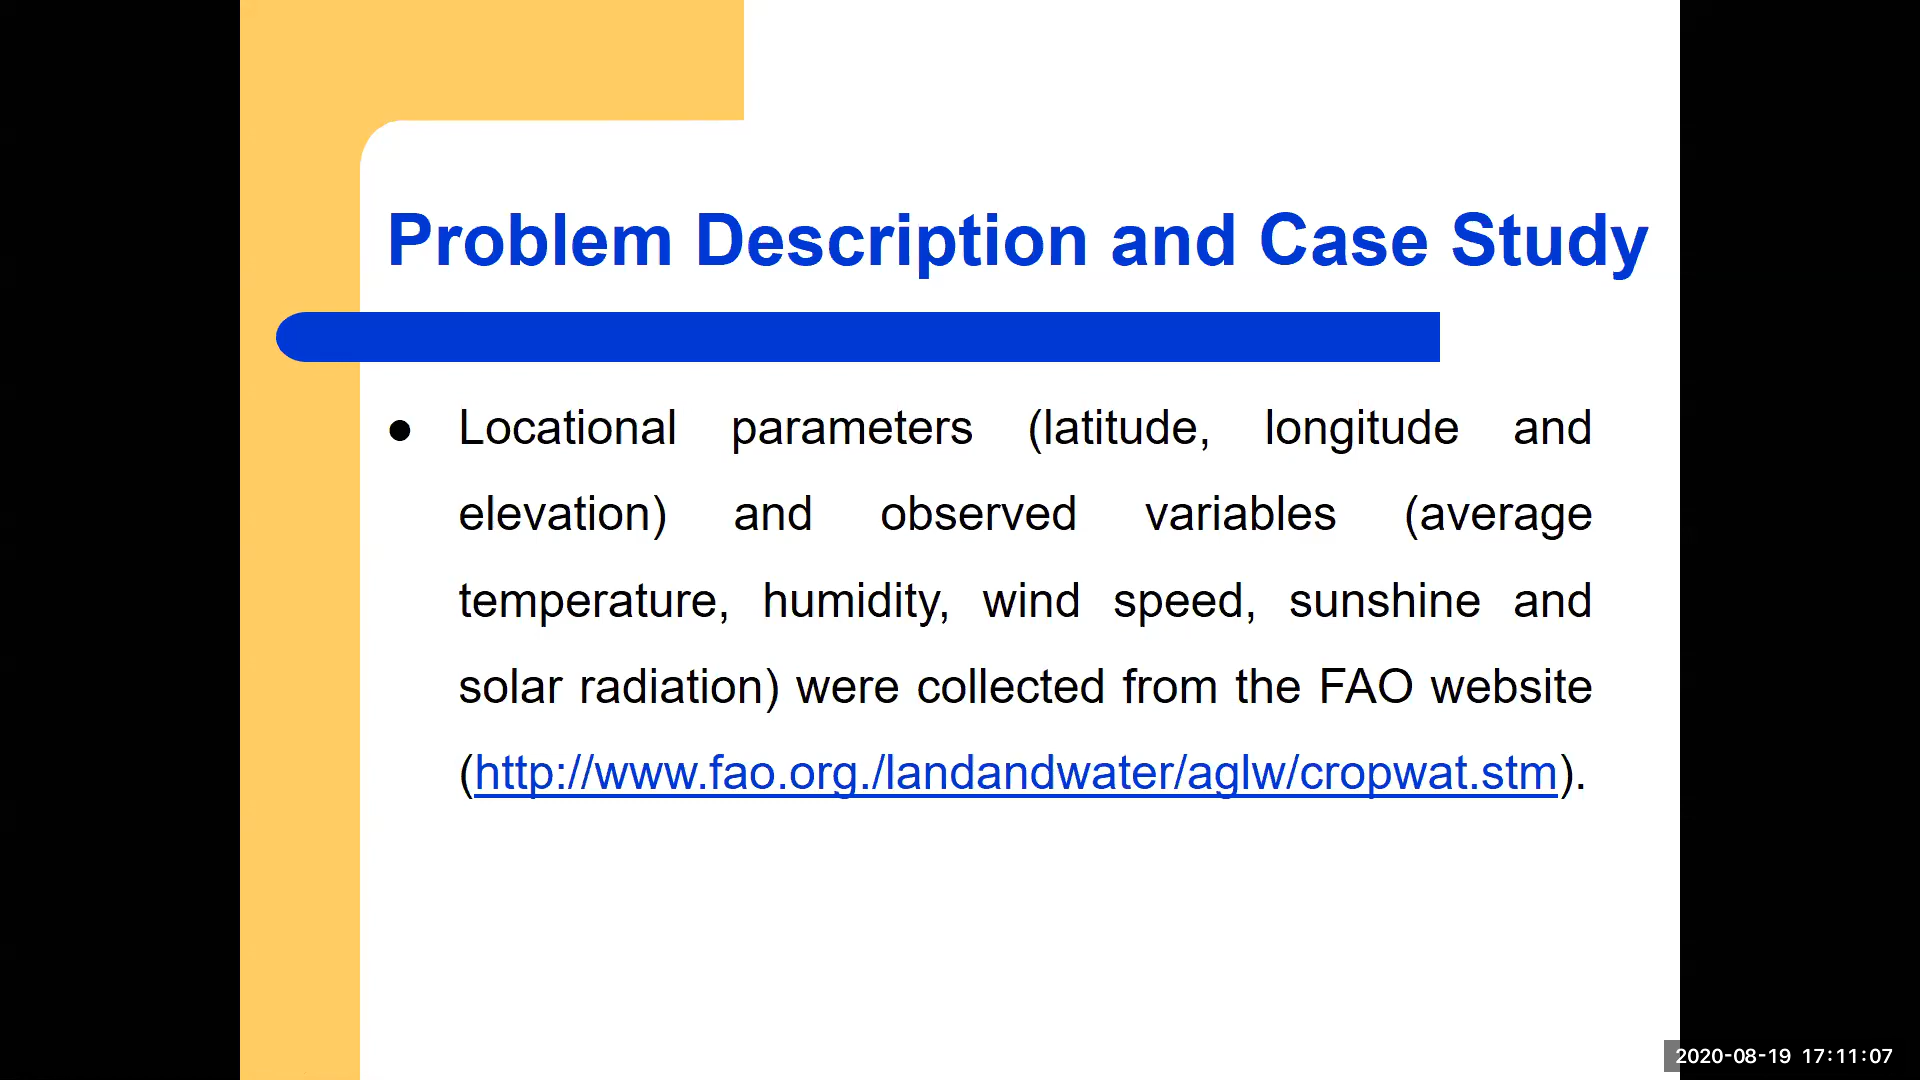 Problem Description and Case Study
● Locational parameters (latitude, longitude and
elevation) and observed variables (average
temperature, humidity, wind speed, sunshine and
solar radiation) were collected from the FAO website
(http://www.fao.org./landandwater/aglw/cropwat.stm).
2020-08-19 17:11:07